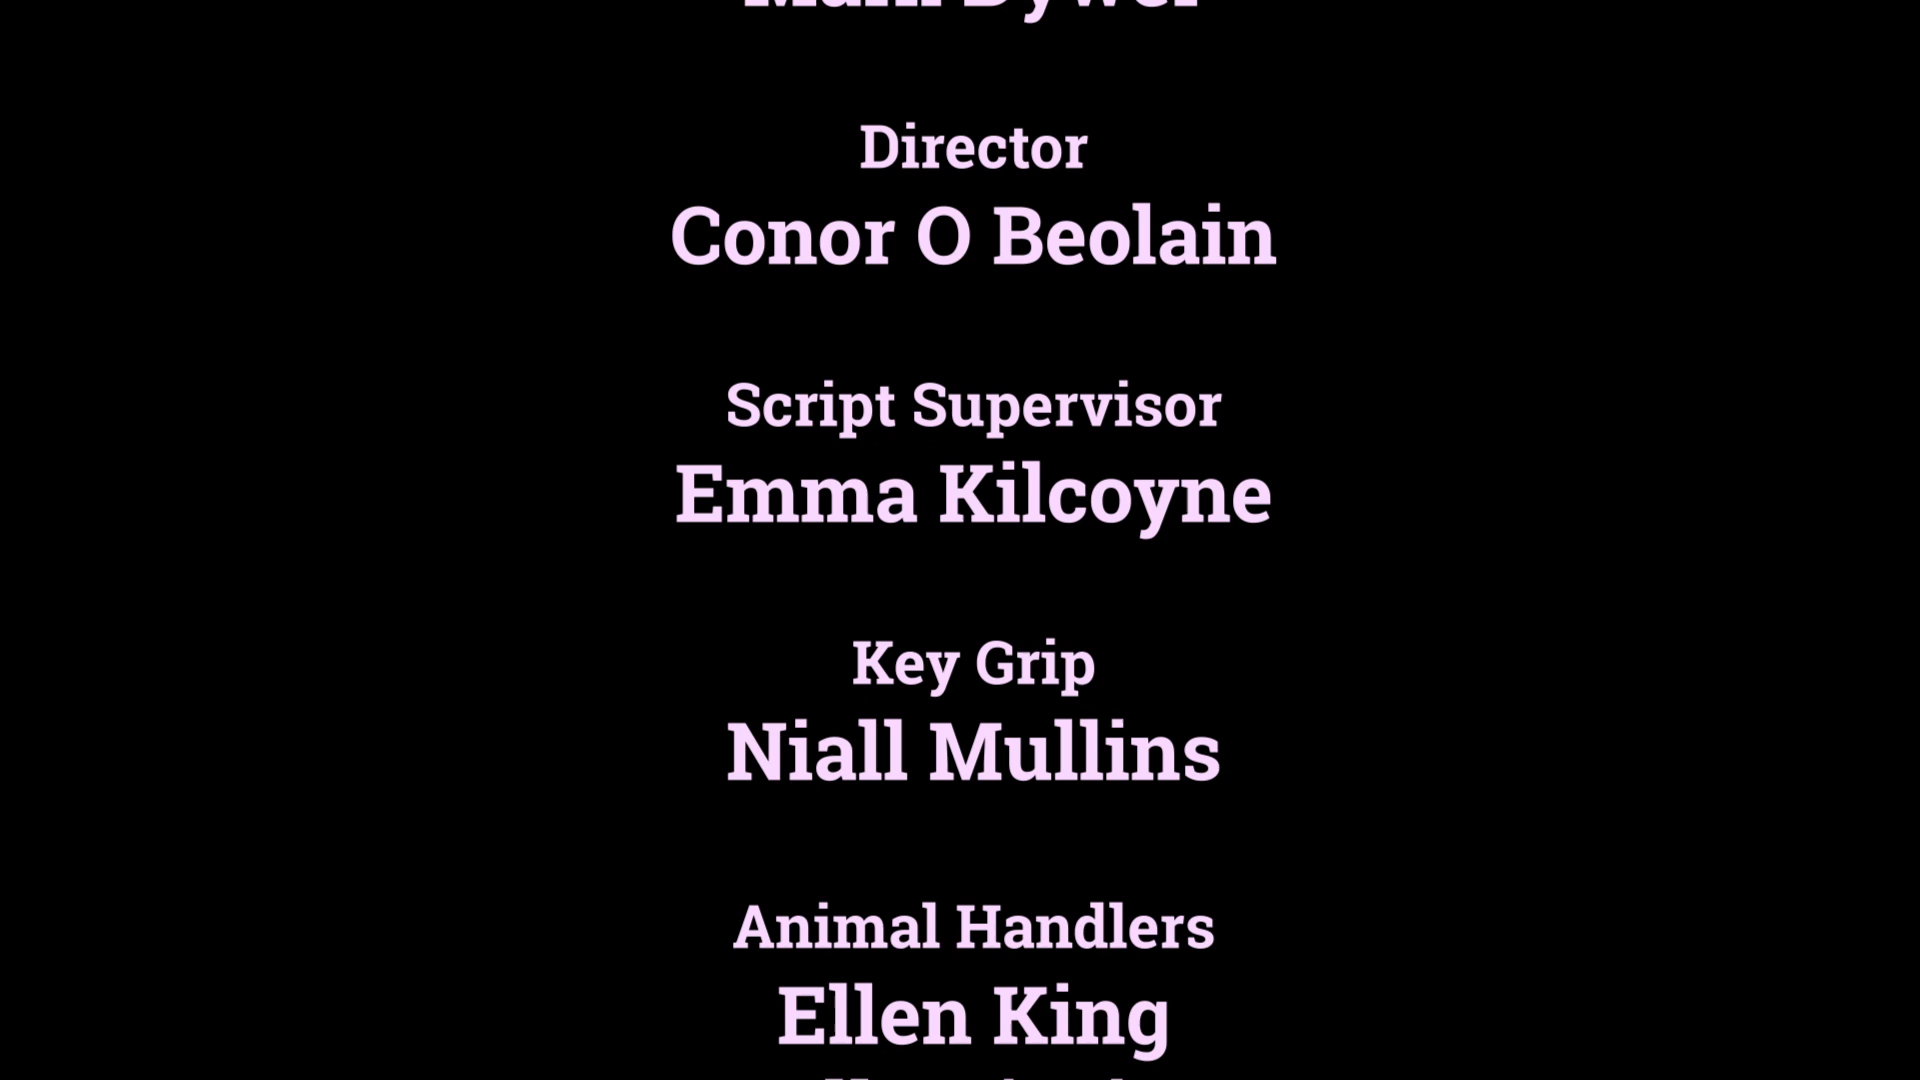 Director
Conor O Beolain
Script Supervisor
Emma Kilcoyne
Key Grip
Niall Mullins
Animal Handlers
Ellen King